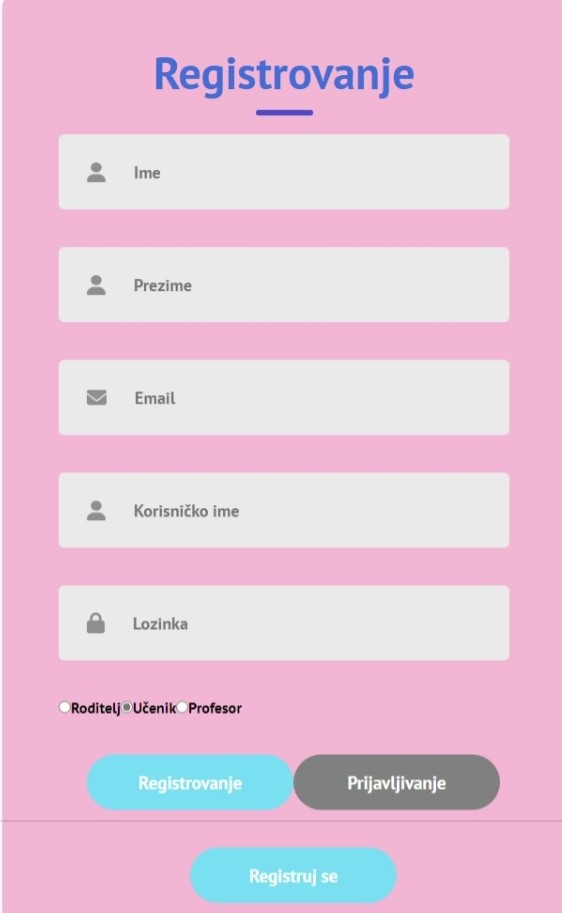 Registrovanje
Ime
Prezime
Email
Korisničko ime
Lozinka
Roditelj Učenik Profesor
Registrovanje Prijavljivanje
Registruj se